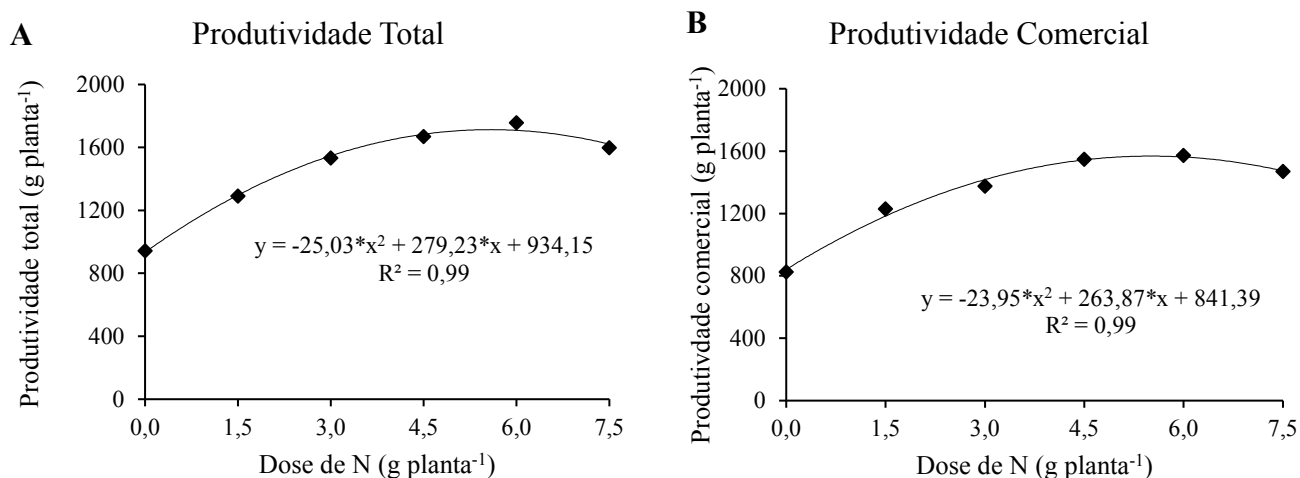 A
Produtividade Total
Produtividade total (g planta⁻¹)
2000
1600
1200
800
400
0
y = -25,03*x² + 279,23*x + 934,15
R² = 0,99
0,0 1,5 3,0 4,5 6,0 7,5
Dose de N (g planta⁻¹)
B
Produtividade Comercial
Produtivdade comercial (g planta⁻¹)
2000
1600
1200
800
400
0
y = -23,95*x² + 263,87*x + 841,39
R² = 0,99
0,0 1,5 3,0 4,5 6,0 7,5
Dose de N (g planta⁻¹)